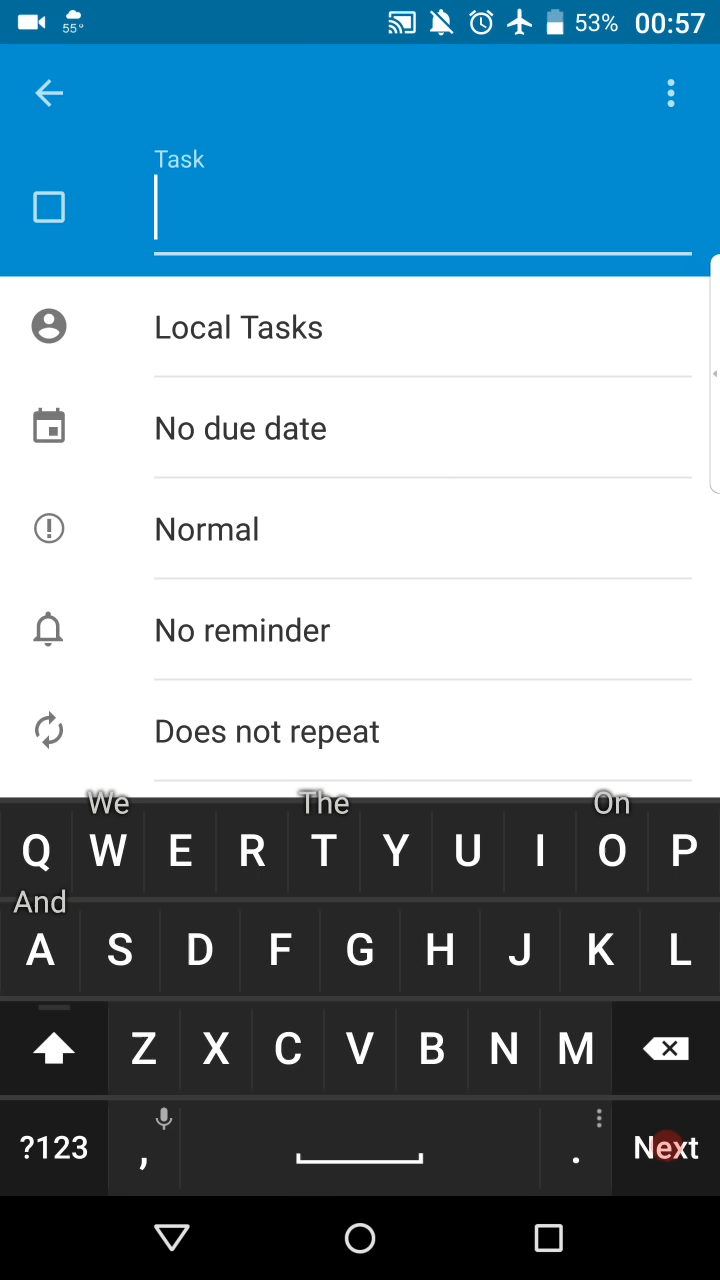 55° 53% 00:57
Task
Local Tasks
No due date
Normal
No reminder
Does not repeat
We The On
Q W E R T Y U I O P
And
A S D F G H J K L
Z X C V B N M
?123 , . Next